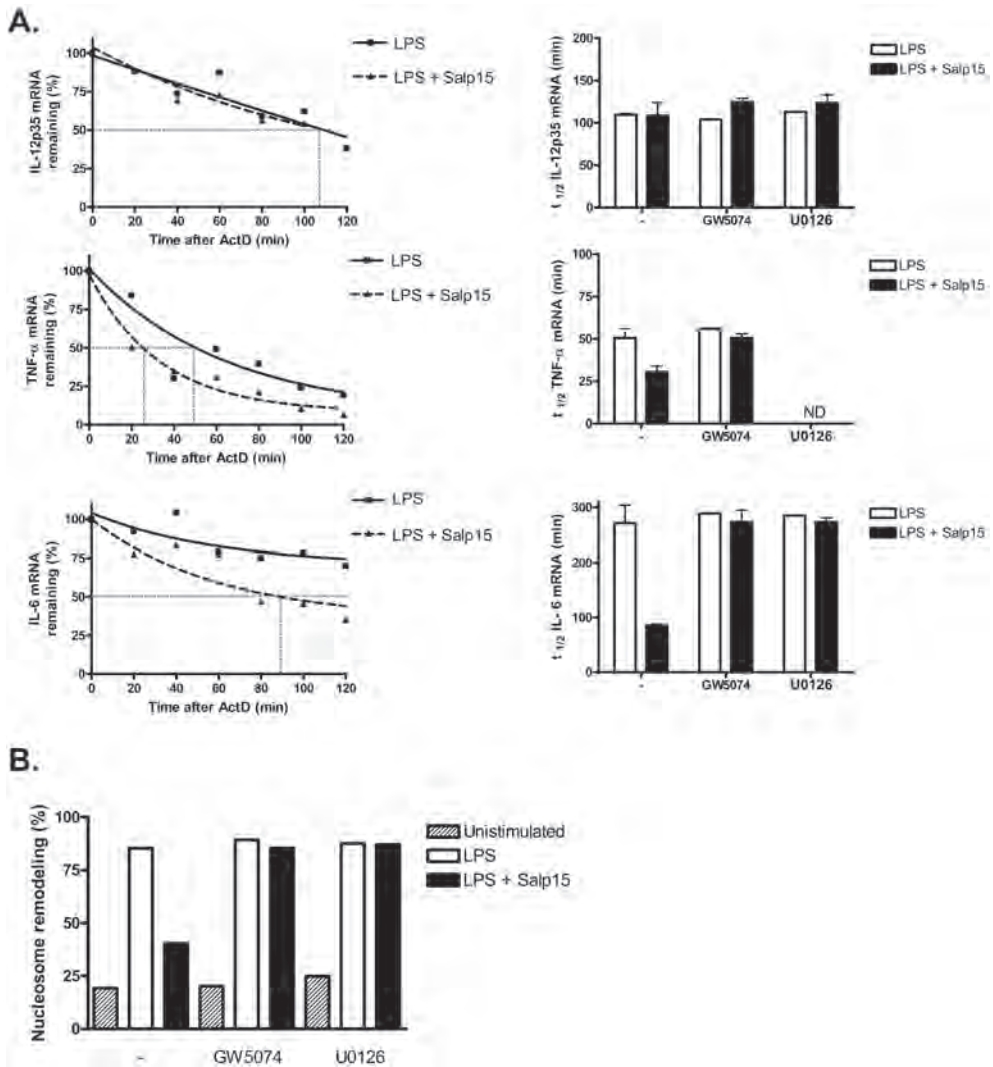 A.
IL-12p35 mRNA
remaining (%)
100
75
50
25
0
0 20 40 60 80 100 120
Time after ActD (min)
LPS
LPS + Salp15
t 1/2 IL-12p35 mRNA (min)
200
150
100
50
0
- GW5074 U0126
LPS
LPS + Salp15
TNF-α mRNA
remaining (%)
100
75
50
25
0
0 20 40 60 80 100 120
Time after ActD (min)
LPS
LPS + Salp15
t 1/2 TNF-α mRNA (min)
100
75
50
25
0
ND
- GW5074 U0126
LPS
LPS + Salp15
IL-6 mRNA
remaining (%)
100
75
50
25
0
0 20 40 60 80 100 120
Time after ActD (min)
LPS
LPS + Salp15
t 1/2 IL- 6 mRNA (min)
300
200
100
0
- GW5074 U0126
LPS
LPS + Salp15
B.
Nucleosome remodeling (%)
100
75
50
25
0
- GW5074 U0126
Unistimulated
LPS
LPS + Salp15